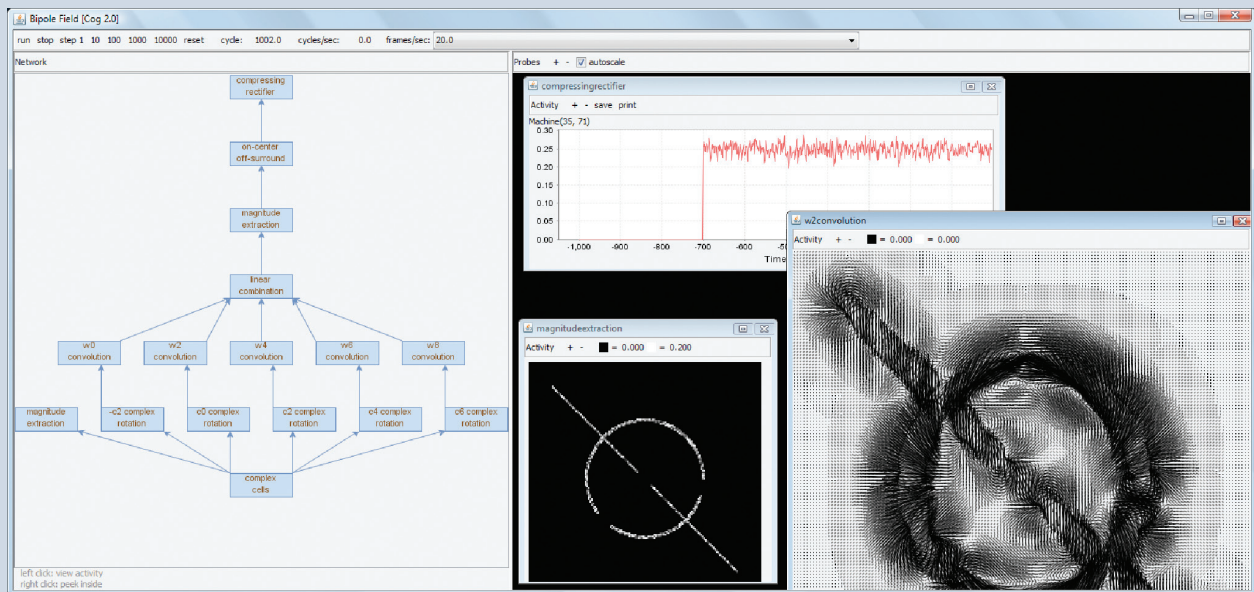 Bipole Field [Cog 2.0]
run stop step 1 10 100 1000 10000 reset cycle: 1002.0 cycles/sec: 0.0 frames/sec: 20.0
Network
Probes + - autoscale
compressing
rectifier
on-center
off-surround
magnitude
extraction
linear
combination
w0
convolution
w2
convolution
w4
convolution
w6
convolution
w8
convolution
magnitude
extraction
-c2 complex
rotation
c0 complex
rotation
c2 complex
rotation
c4 complex
rotation
c6 complex
rotation
complex
cells
left click: view activity
right click: peek inside
compressingrectifier
Activity + - save print
Machine(35, 71)
0.30
0.25
0.20
0.15
0.10
0.05
0.00
-1,000 -900 -800 -700 -600
Time
magnitudeextraction
Activity + - = 0.000 = 0.200
w2convolution
Activity + - = 0.000 = 0.000